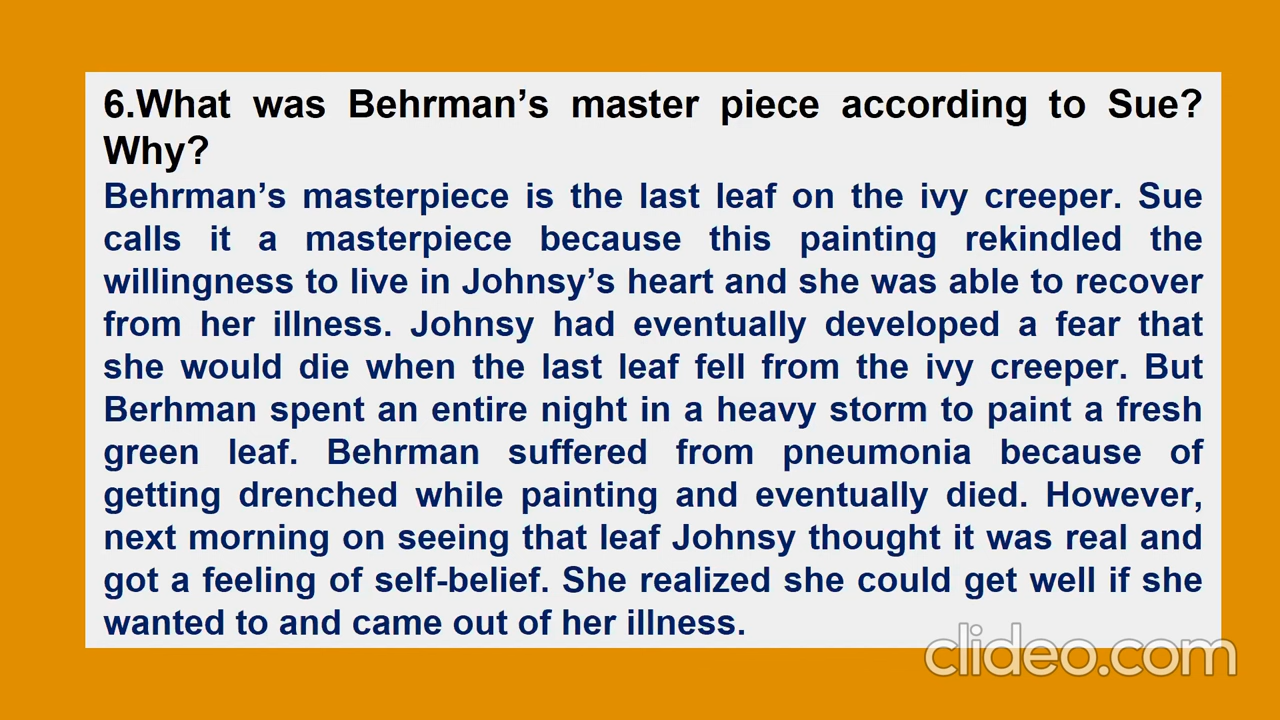 6.What was Behrman’s master piece according to Sue?
Why?
Behrman’s masterpiece is the last leaf on the ivy creeper. Sue
calls it a masterpiece because this painting rekindled the
willingness to live in Johnsy’s heart and she was able to recover
from her illness. Johnsy had eventually developed a fear that
she would die when the last leaf fell from the ivy creeper. But
Berhman spent an entire night in a heavy storm to paint a fresh
green leaf. Behrman suffered from pneumonia because of
getting drenched while painting and eventually died. However,
next morning on seeing that leaf Johnsy thought it was real and
got a feeling of self-belief. She realized she could get well if she
wanted to and came out of her illness.
clideo.com